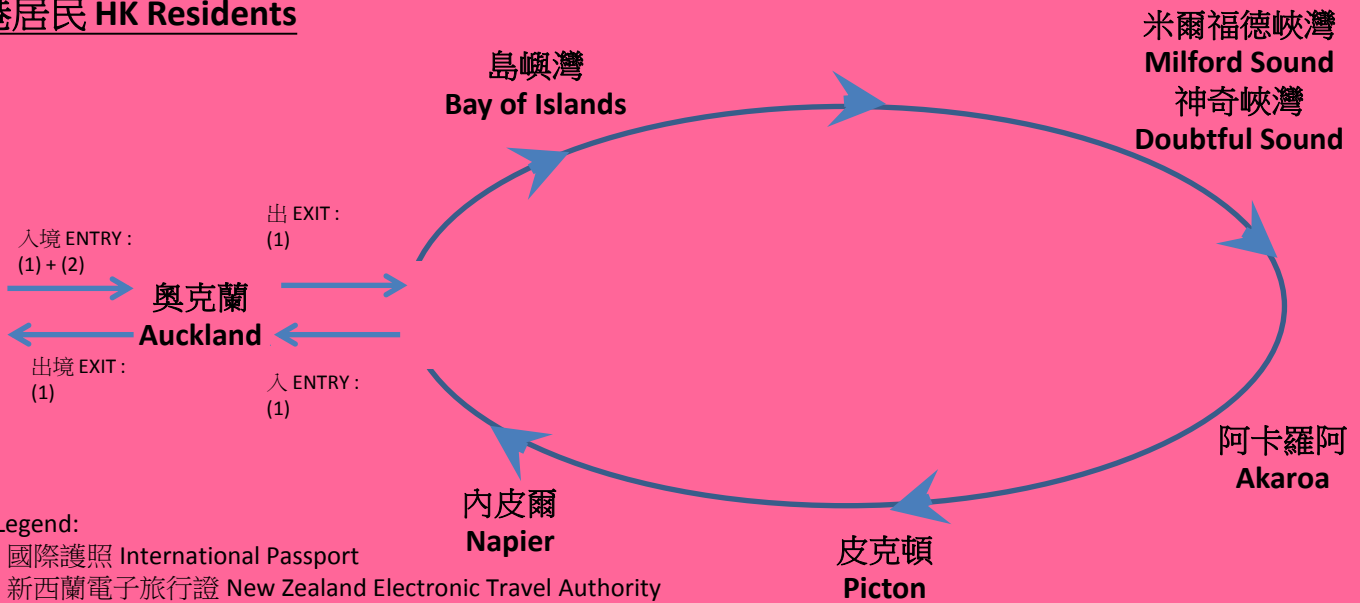 港居民 HK Residents
島嶼灣
Bay of Islands
米爾福德峽灣
Milford Sound
神奇峽灣
Doubtful Sound
入境 ENTRY :
(1) + (2)
出 EXIT :
(1)
奧克蘭
Auckland
出境 EXIT :
(1)
入 ENTRY :
(1)
阿卡羅阿
Akaroa
內皮爾
Napier
皮克頓
Picton
Legend:
國際護照 International Passport
新西蘭電子旅行證 New Zealand Electronic Travel Authority